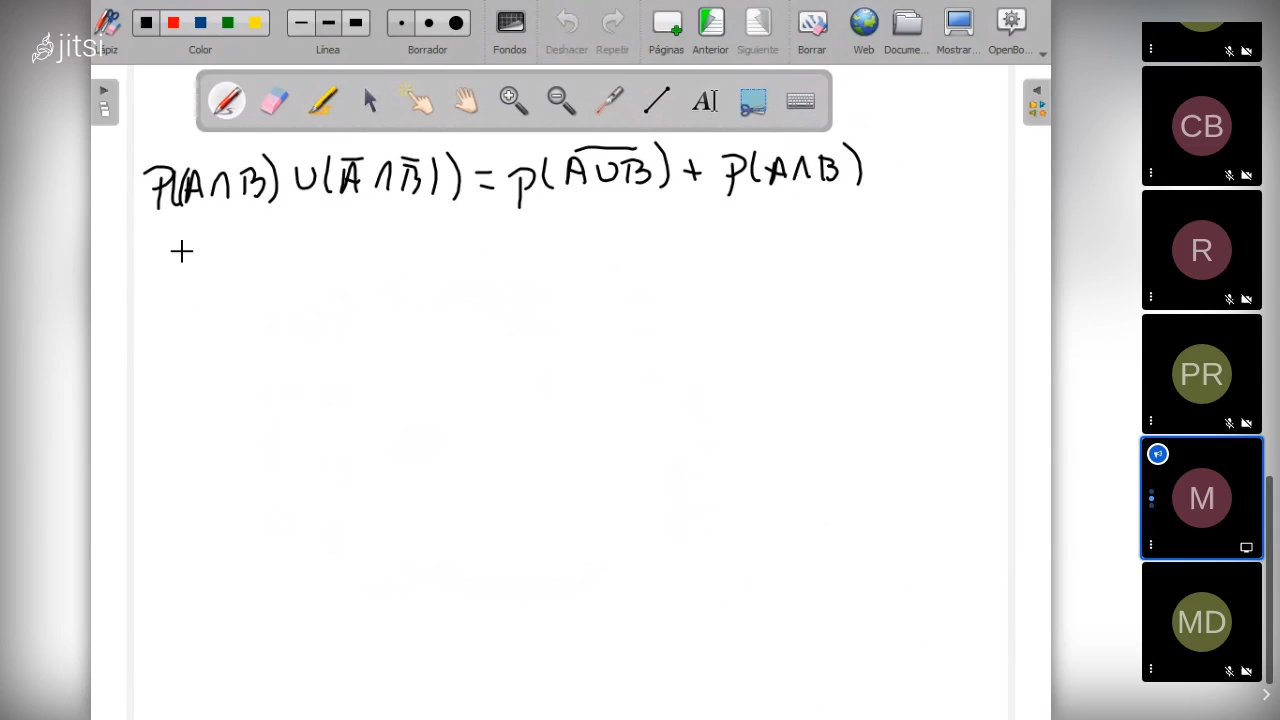 jitsi
Lápiz Color Línea Borrador Fondos Deshacer Repetir Páginas Anterior Siguiente Borrar Web Docume... Mostrar... OpenBo...
AI
P((A∩B) ∪ (A̅ ∩ B̅)) = P(A̅ ∪ B̅) + P(A∩B)
CB
R
PR
M
MD